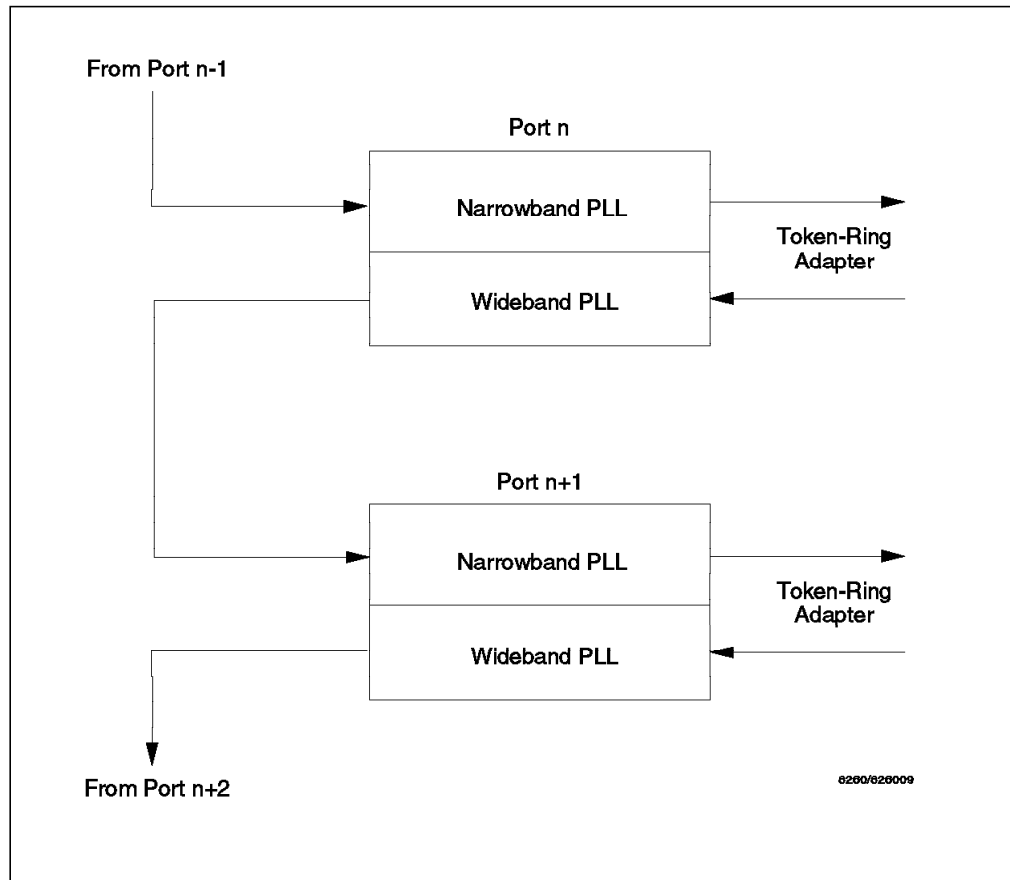 From Port n-1
Port n
Narrowband PLL
Token-Ring
Adapter
Wideband PLL
Port n+1
Narrowband PLL
Token-Ring
Adapter
Wideband PLL
From Port n+2
8260/826009